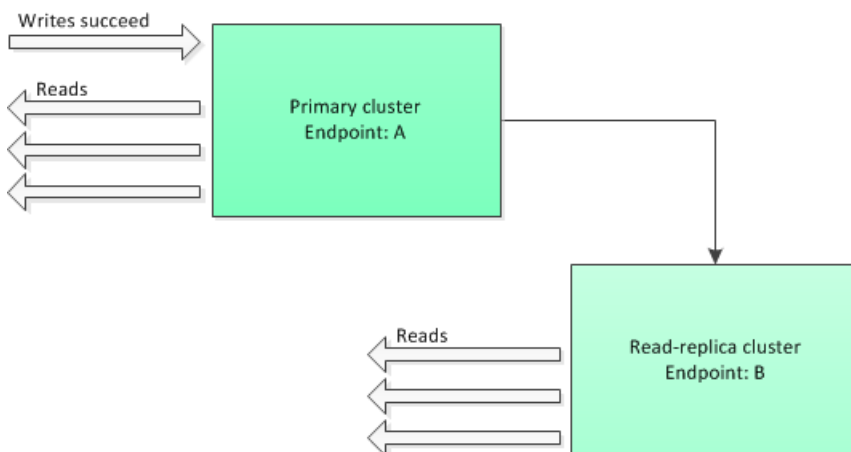 Writes succeed
Reads
Primary cluster
Endpoint: A
Reads
Read-replica cluster
Endpoint: B